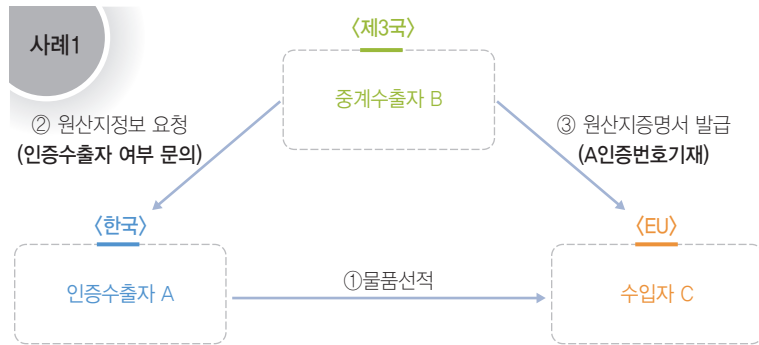 사례1
〈제3국〉
중계수출자 B
② 원산지정보 요청
(인증수출자 여부 문의)
③ 원산지증명서 발급
(A인증번호기재)
〈한국〉
인증수출자 A
①물품선적
〈EU〉
수입자 C